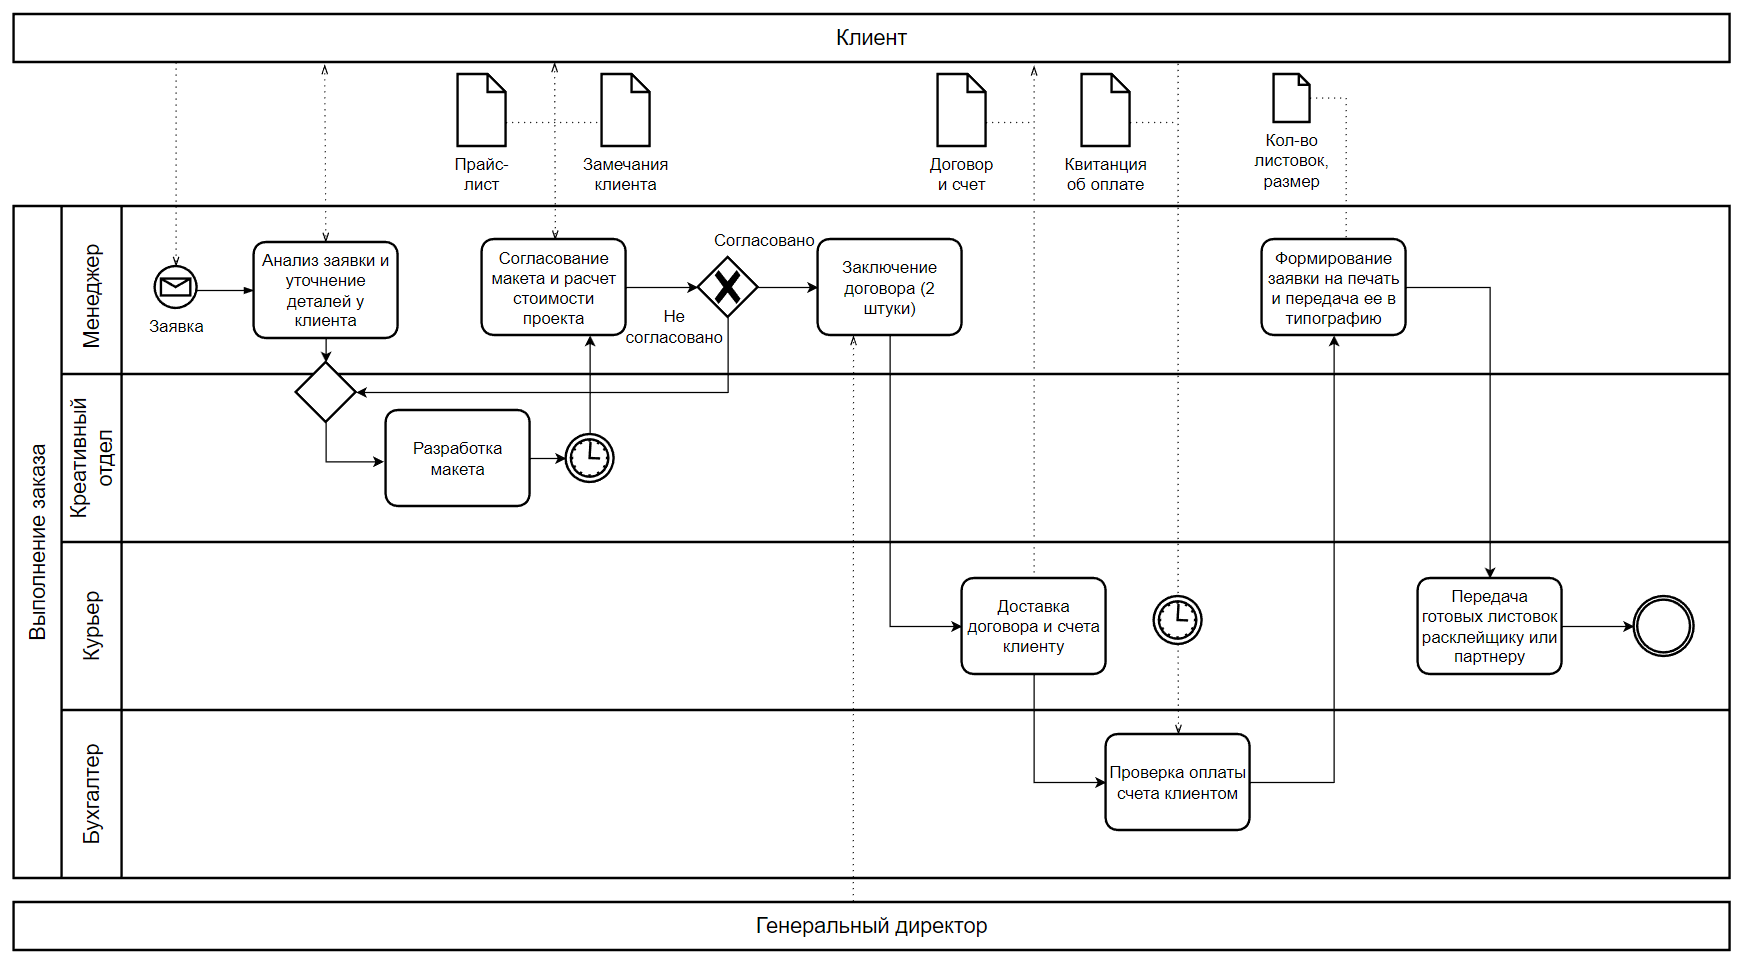 Клиент
Прайс-
лист
Замечания
клиента
Договор
и счет
Квитанция
об оплате
Кол-во
листовок,
размер
Выполнение заказа
Менеджер
Заявка
Анализ заявки и
уточнение
деталей у
клиента
Согласование
макета и расчет
стоимости
проекта
Согласовано
Не
согласовано
Заключение
договора (2
штуки)
Формирование
заявки на печать
и передача ее в
типографию
Креативный
отдел
Разработка
макета
Курьер
Доставка
договора и счета
клиенту
Передача
готовых листовок
расклейщику или
партнеру
Бухгалтер
Проверка оплаты
счета клиентом
Генеральный директор